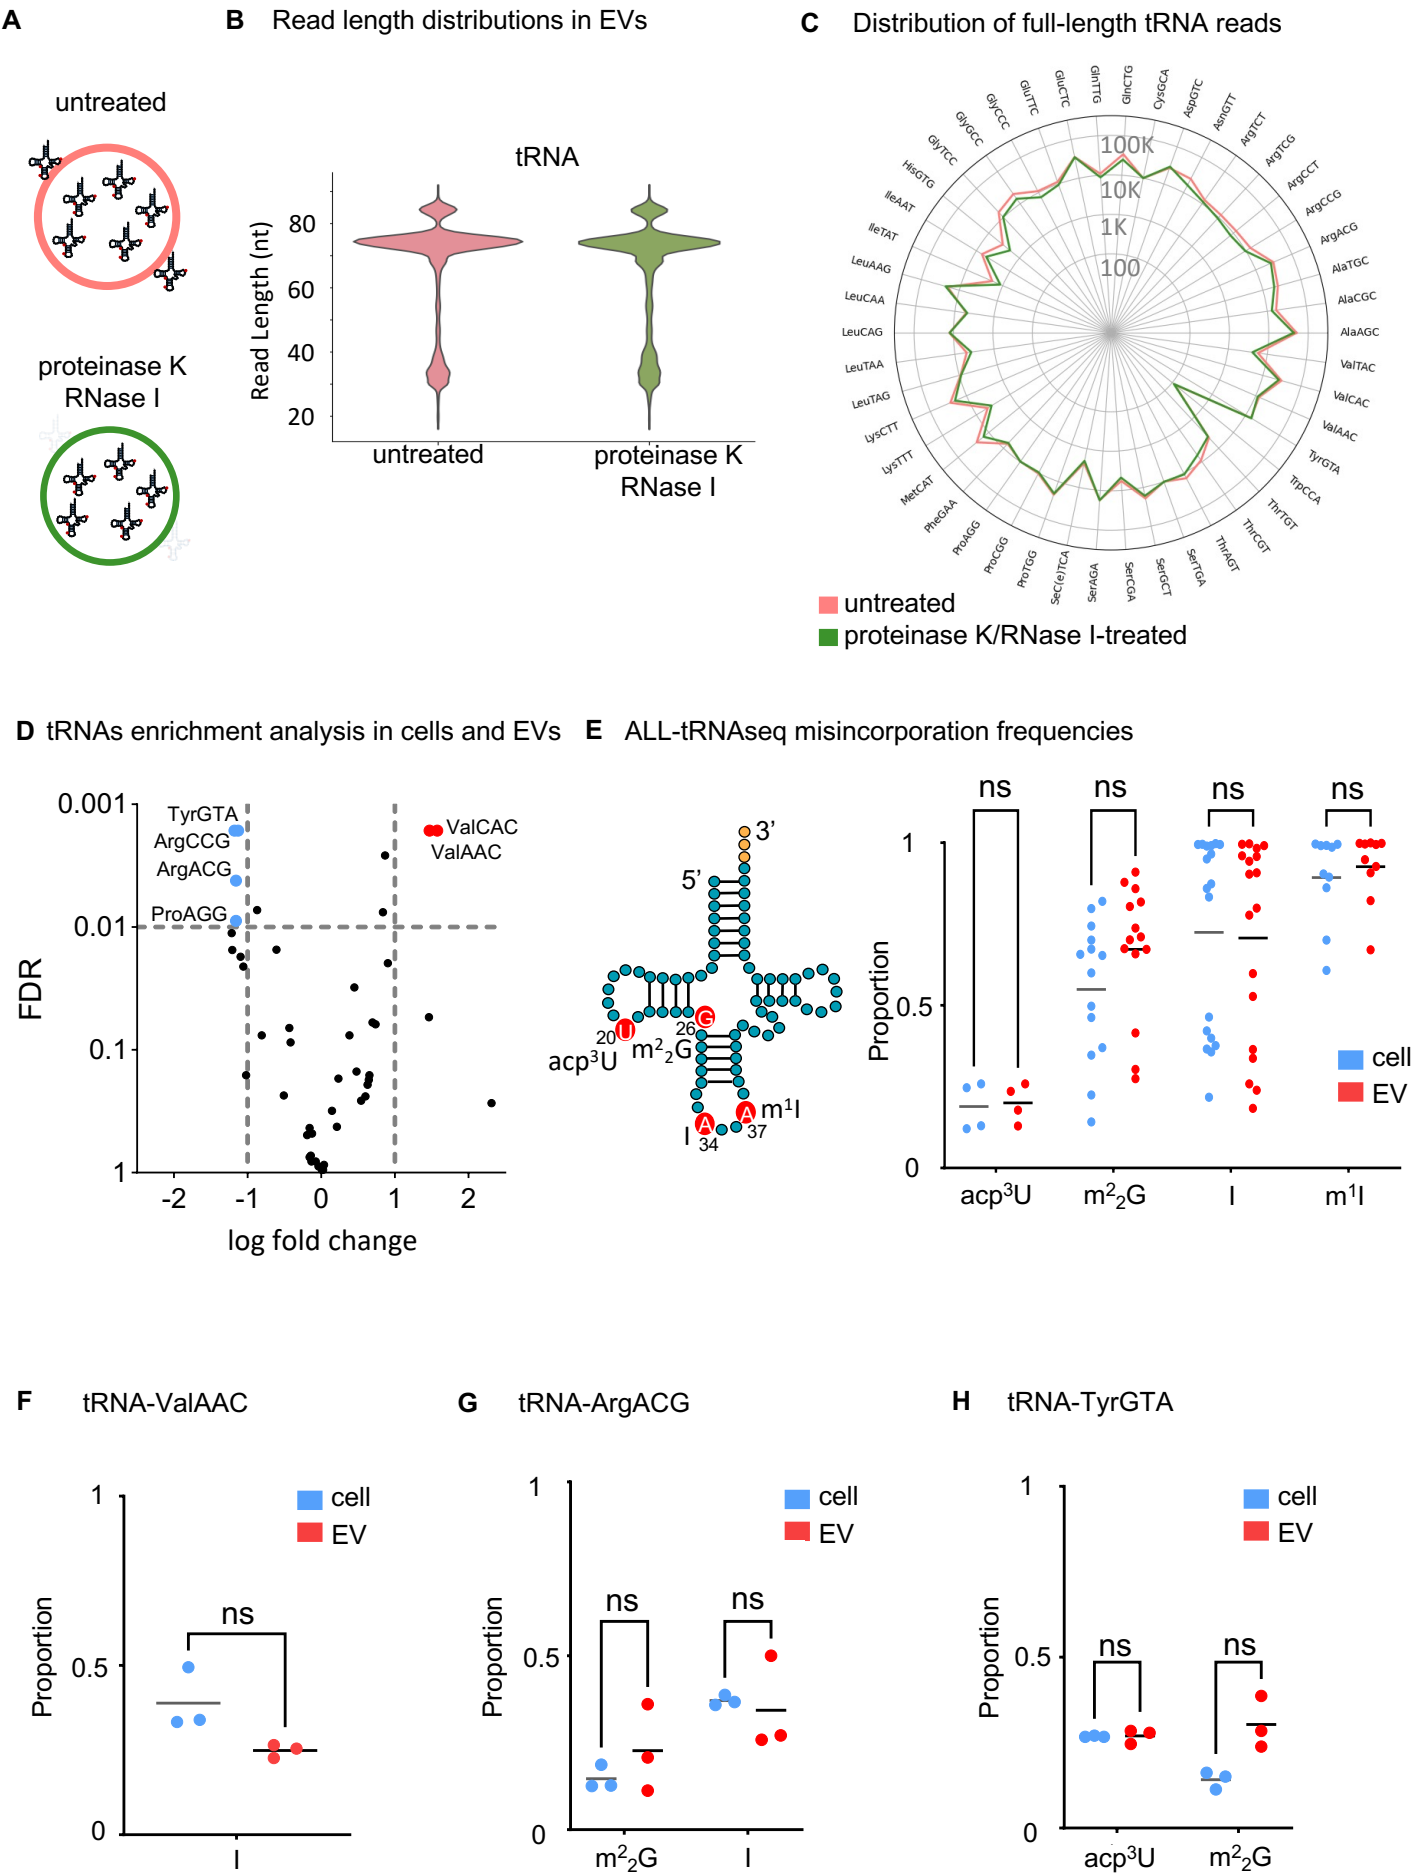 A
untreated
proteinase K
RNase I
B Read length distributions in EVs
tRNA
Read Length (nt)
80
60
40
20
untreated
proteinase K
RNase I
C Distribution of full-length tRNA reads
100K
10K
1K
100
GlnCTG
CysGCA
AspGTC
AsnGTT
ArgTCT
ArgTCG
ArgCCT
ArgCCG
ArgACG
AlaTGC
AlaCGC
AlaAGC
ValTAC
ValCAC
ValAAC
TyrGTA
TrpCCA
ThrTGT
ThrCGT
ThrAGT
SerTGA
SerGCT
SerCGA
SerAGA
SeC(e)TCA
ProTGG
ProCGG
ProAGG
PheGAA
MetCAT
LysTTT
LysCTT
LeuTAG
LeuTAA
LeuCAG
LeuCAA
LeuAAG
IleTAT
IleAAT
HisGTG
GlyTCC
GlyGCC
GlyCCC
GluTTC
GluCTC
GlnTTG
untreated
proteinase K/RNase I-treated
D tRNAs enrichment analysis in cells and EVs
FDR
0.001
0.01
0.1
1
TyrGTA
ArgCCG
ArgACG
ProAGG
ValCAC
ValAAC
-2 -1 0 1 2
log fold change
E ALL-tRNAseq misincorporation frequencies
3’
5’
20 U
acp³U
26 G
m²₂G
I A 34
A 37 m¹I
Proportion
1
0.5
0
ns ns ns ns
cell
EV
acp³U m²₂G I m¹I
F tRNA-ValAAC
Proportion
1
0.5
0
cell
EV
ns
I
G tRNA-ArgACG
Proportion
1
0.5
0
cell
EV
ns ns
m²₂G I
H tRNA-TyrGTA
Proportion
1
0.5
0
cell
EV
ns ns
acp³U m²₂G